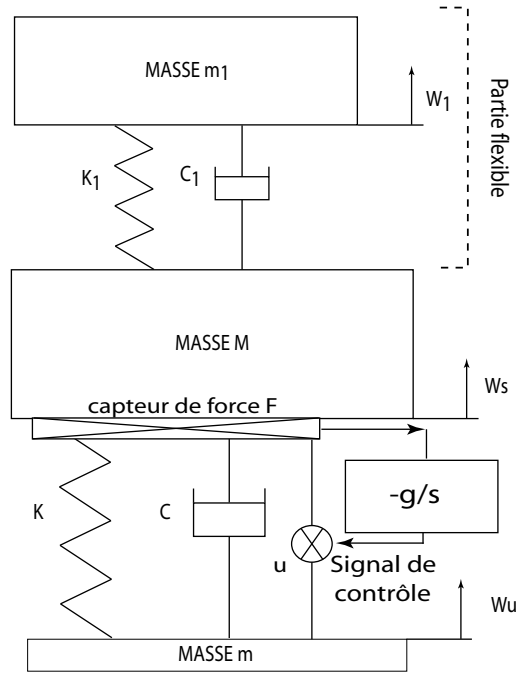 MASSE m1
W1
Partie flexible
K1
C1
MASSE M
Ws
capteur de force F
-g/s
K
C
u
Signal de
contrôle
Wu
MASSE m